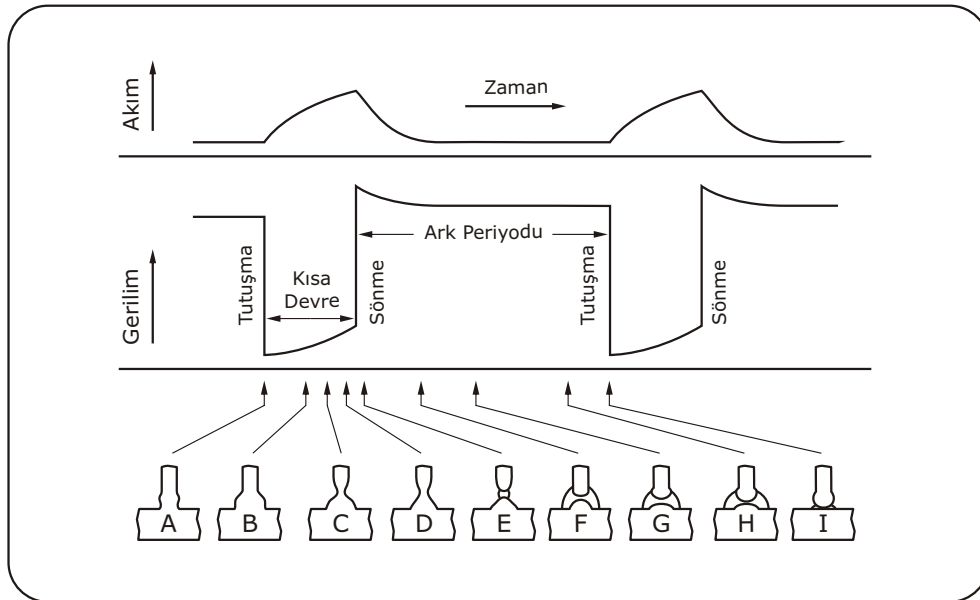 Akım
Zaman
Gerilim
Tutuşma
Kısa
Devre
Sönme
Ark Periyodu
Tutuşma
Sönme
A B C D E F G H I